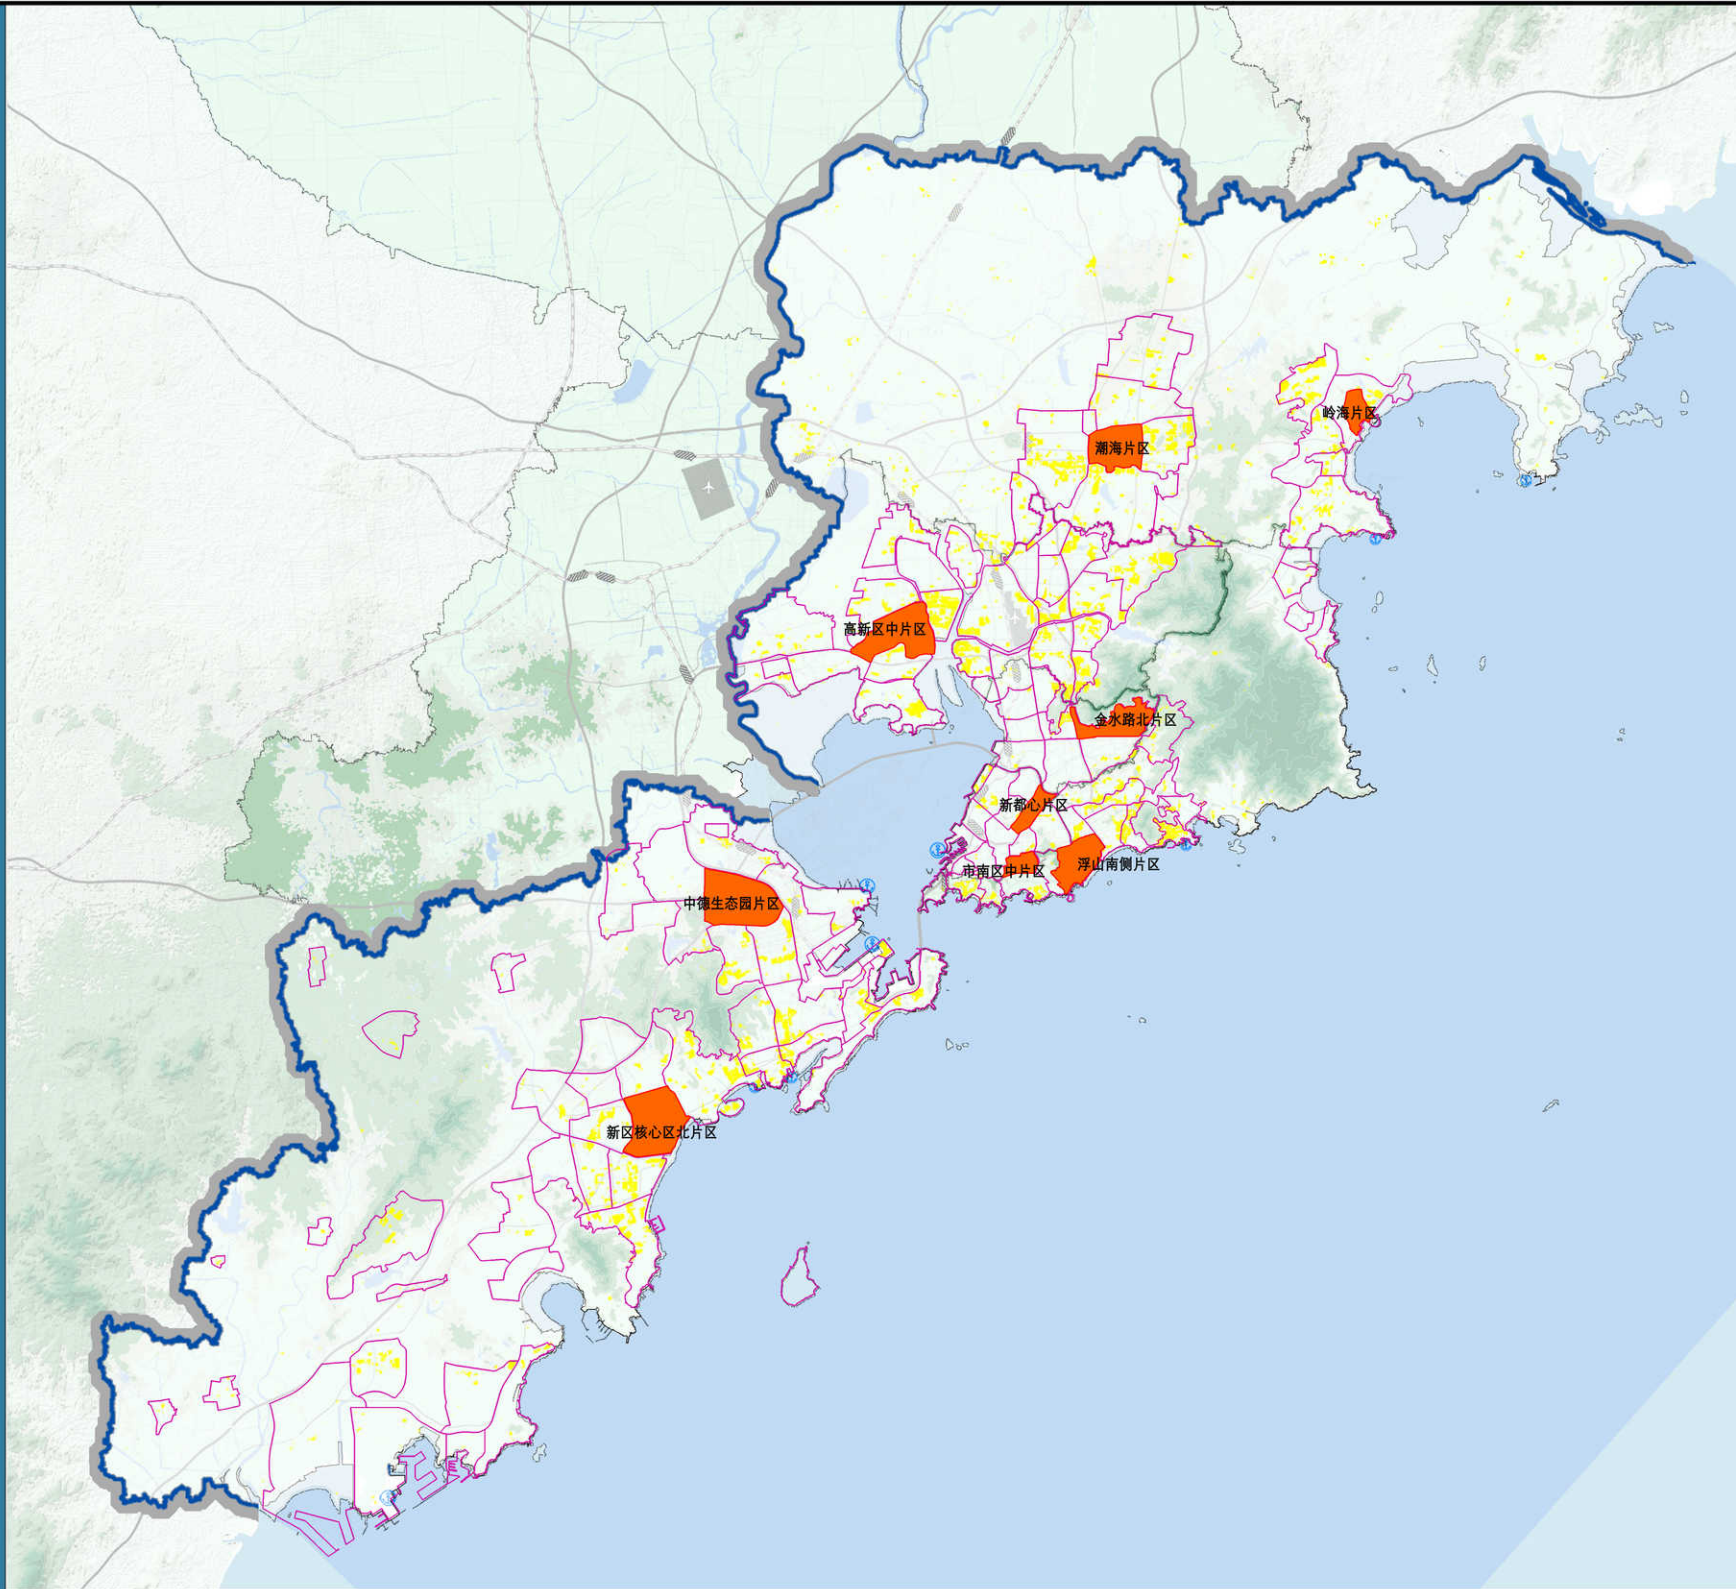 岭海片区
潮海片区
高新区中片区
金水路北片区
新都心片区
浮山南侧片区
市南区中片区
中德生态园片区
新区核心区北片区